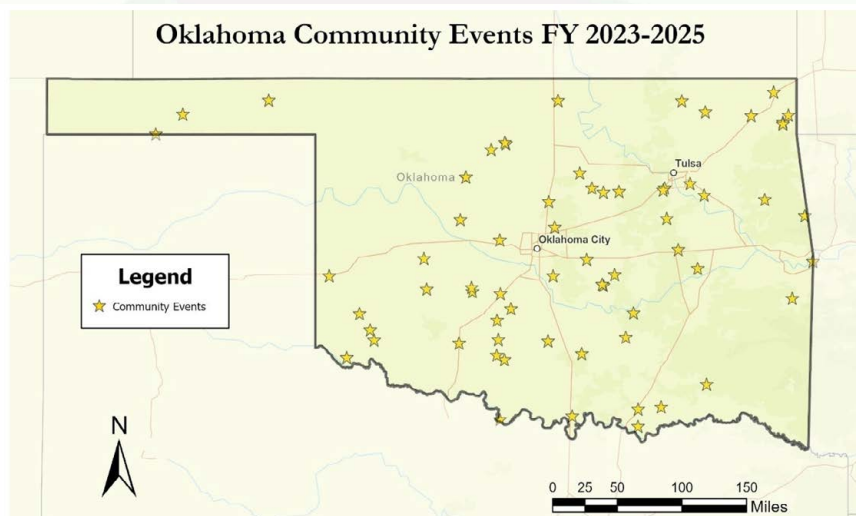 Oklahoma Community Events FY 2023-2025
Tulsa
Oklahoma
Oklahoma City
Legend
Community Events
N
0 25 50 100 150
Miles